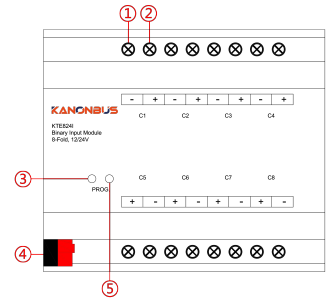 ① ②
- + - + - + - +
C1 C2 C3 C4
KANONBUS
KTE824I
Binary Input Module
8-Fold, 12/24V
③
PROG.
⑤
C5 C6 C7 C8
+ - + - + - + -
④